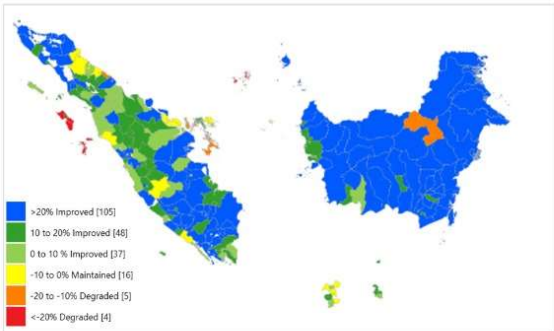 >20% Improved [105]
10 to 20% Improved [48]
0 to 10 % Improved [37]
-10 to 0% Maintained [16]
-20 to -10% Degraded [5]
<-20% Degraded [4]